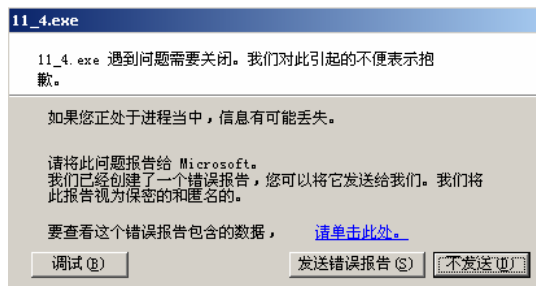 11_4.exe
11_4.exe 遇到问题需要关闭。我们对此引起的不便表示抱
歉。
如果您正处于进程当中，信息有可能丢失。
请将此问题报告给 Microsoft。
我们已经创建了一个错误报告，您可以将它发送给我们。我们将
此报告视为保密的和匿名的。
要查看这个错误报告包含的数据， 请单击此处。
调试(B) 发送错误报告(S) 不发送(D)